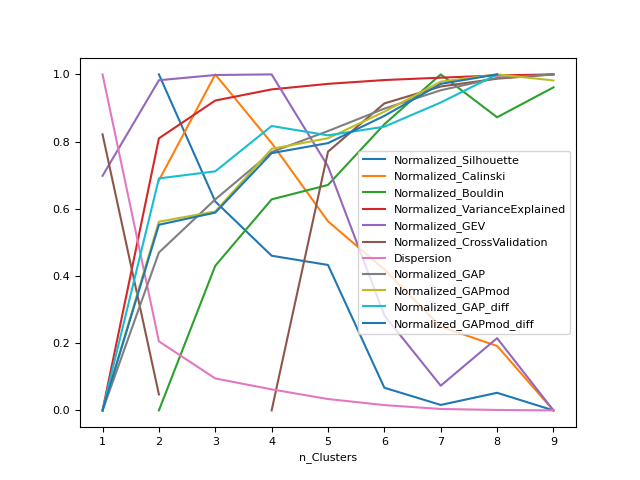 1.0
0.8
0.6
0.4
0.2
0.0
Normalized_Silhouette
Normalized_Calinski
Normalized_Bouldin
Normalized_VarianceExplained
Normalized_GEV
Normalized_CrossValidation
Dispersion
Normalized_GAP
Normalized_GAPmod
Normalized_GAP_diff
Normalized_GAPmod_diff
1 2 3 4 5 6 7 8 9
n_Clusters